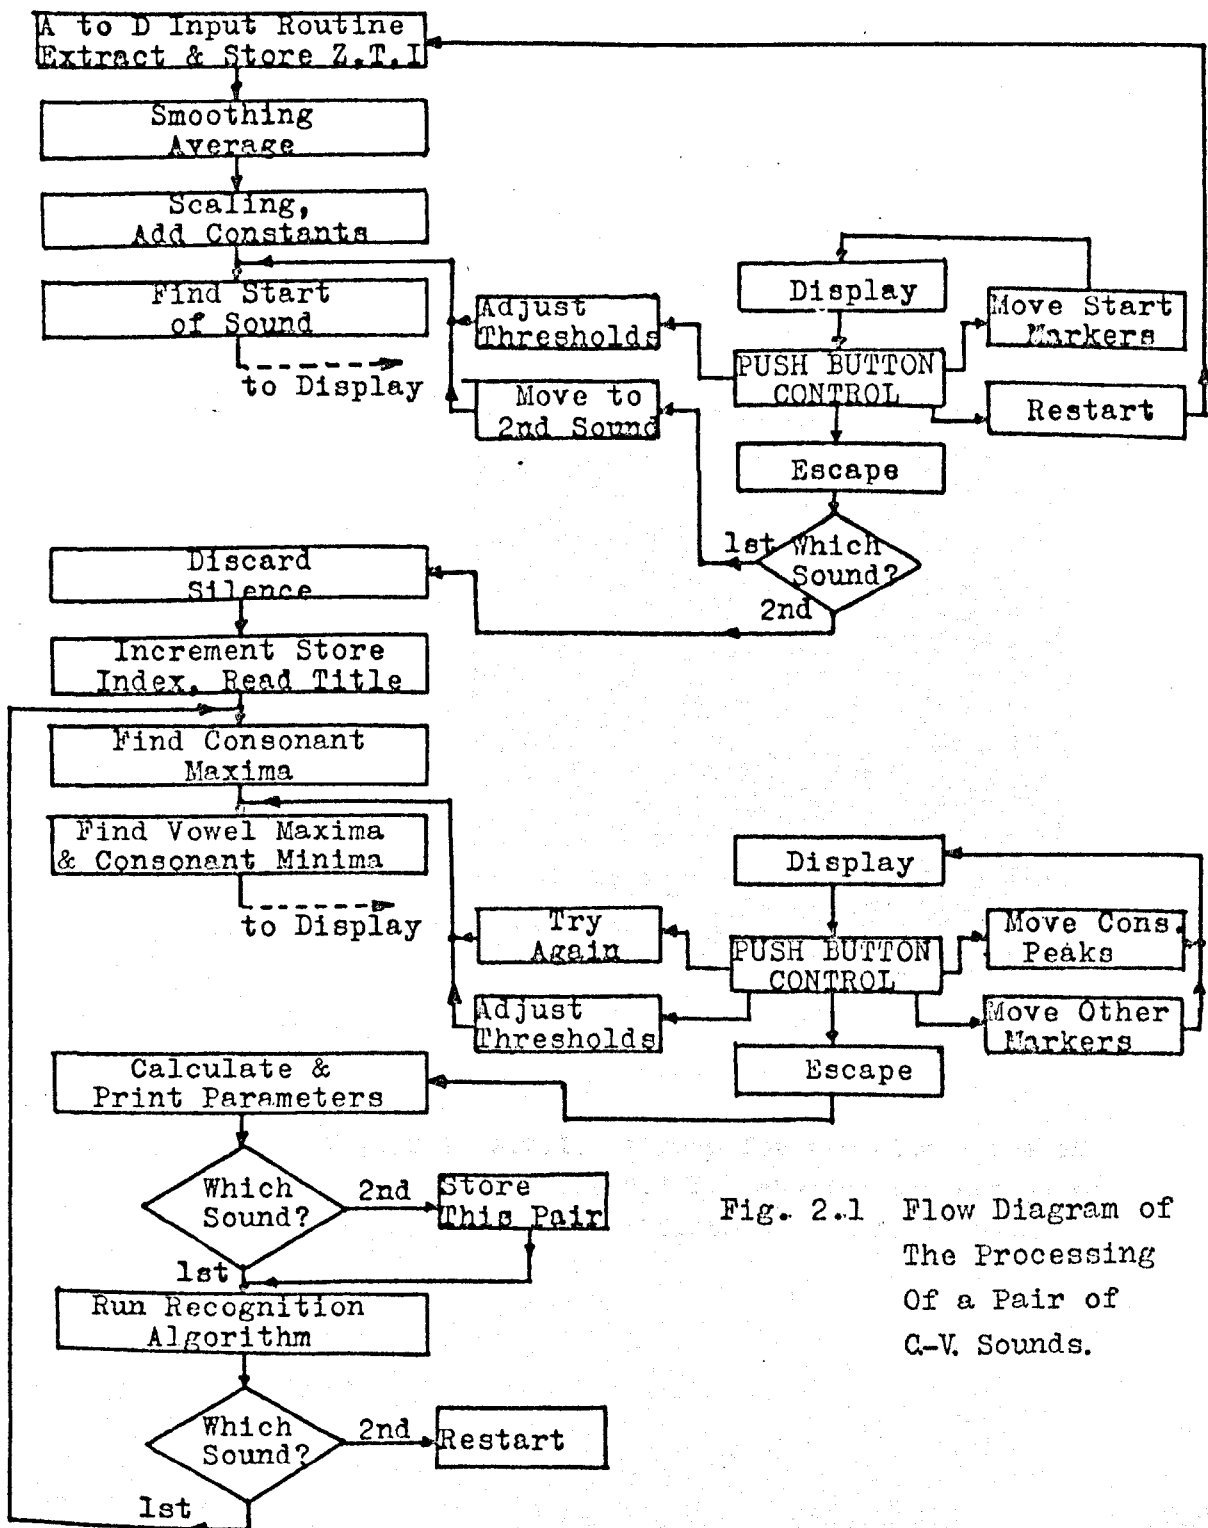 A to D Input Routine
Extract & Store Z.T.I
Smoothing
Average
Scaling,
Add Constants
Find Start
of Sound
to Display
Adjust
Thresholds
Move to
2nd Sound
Display
PUSH BUTTON
CONTROL
Move Start
Markers
Restart
Escape
Which
Sound?
1st
2nd
Discard
Silence
Increment Store
Index, Read Title
Find Consonant
Maxima
Find Vowel Maxima
& Consonant Minima
to Display
Try
Again
Adjust
Thresholds
Display
PUSH BUTTON
CONTROL
Move Cons.
Peaks
Move Other
Markers
Escape
Calculate &
Print Parameters
Which
Sound?
2nd
1st
Store
This Pair
Run Recognition
Algorithm
Which
Sound?
2nd
1st
Restart
Fig. 2.1 Flow Diagram of
The Processing
Of a Pair of
C.-V. Sounds.